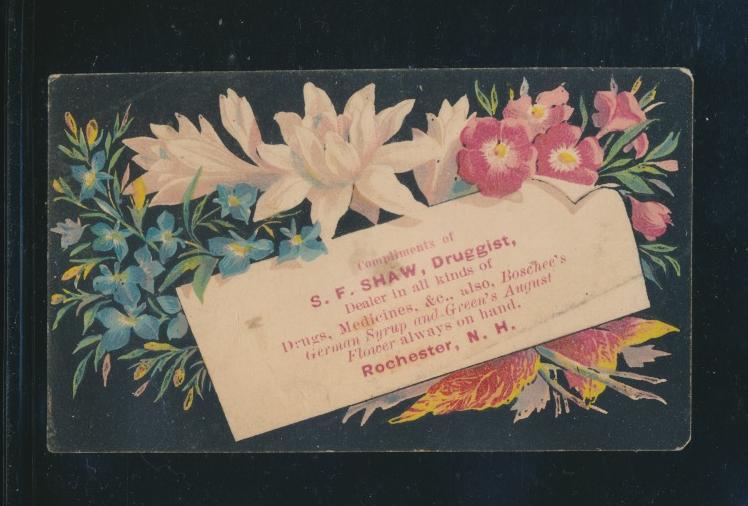 Compliments of
S. F. SHAW, Druggist,
Dealer in all kinds of
Drugs, Medicines, &c., also, Boschee's
German Syrup and Green's August
Flower always on hand.
Rochester, N. H.